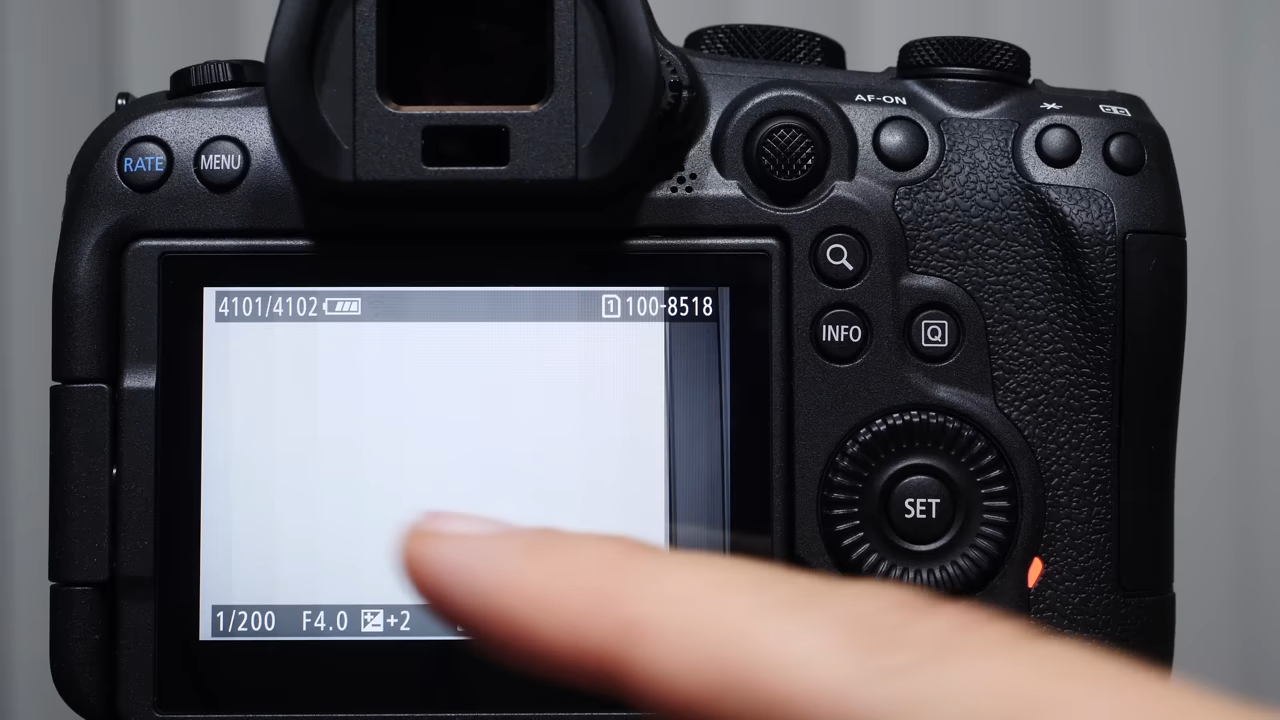 AF-ON
RATE MENU
INFO Q
4101/4102 1 100-8518
SET
1/200 F4.0 +2